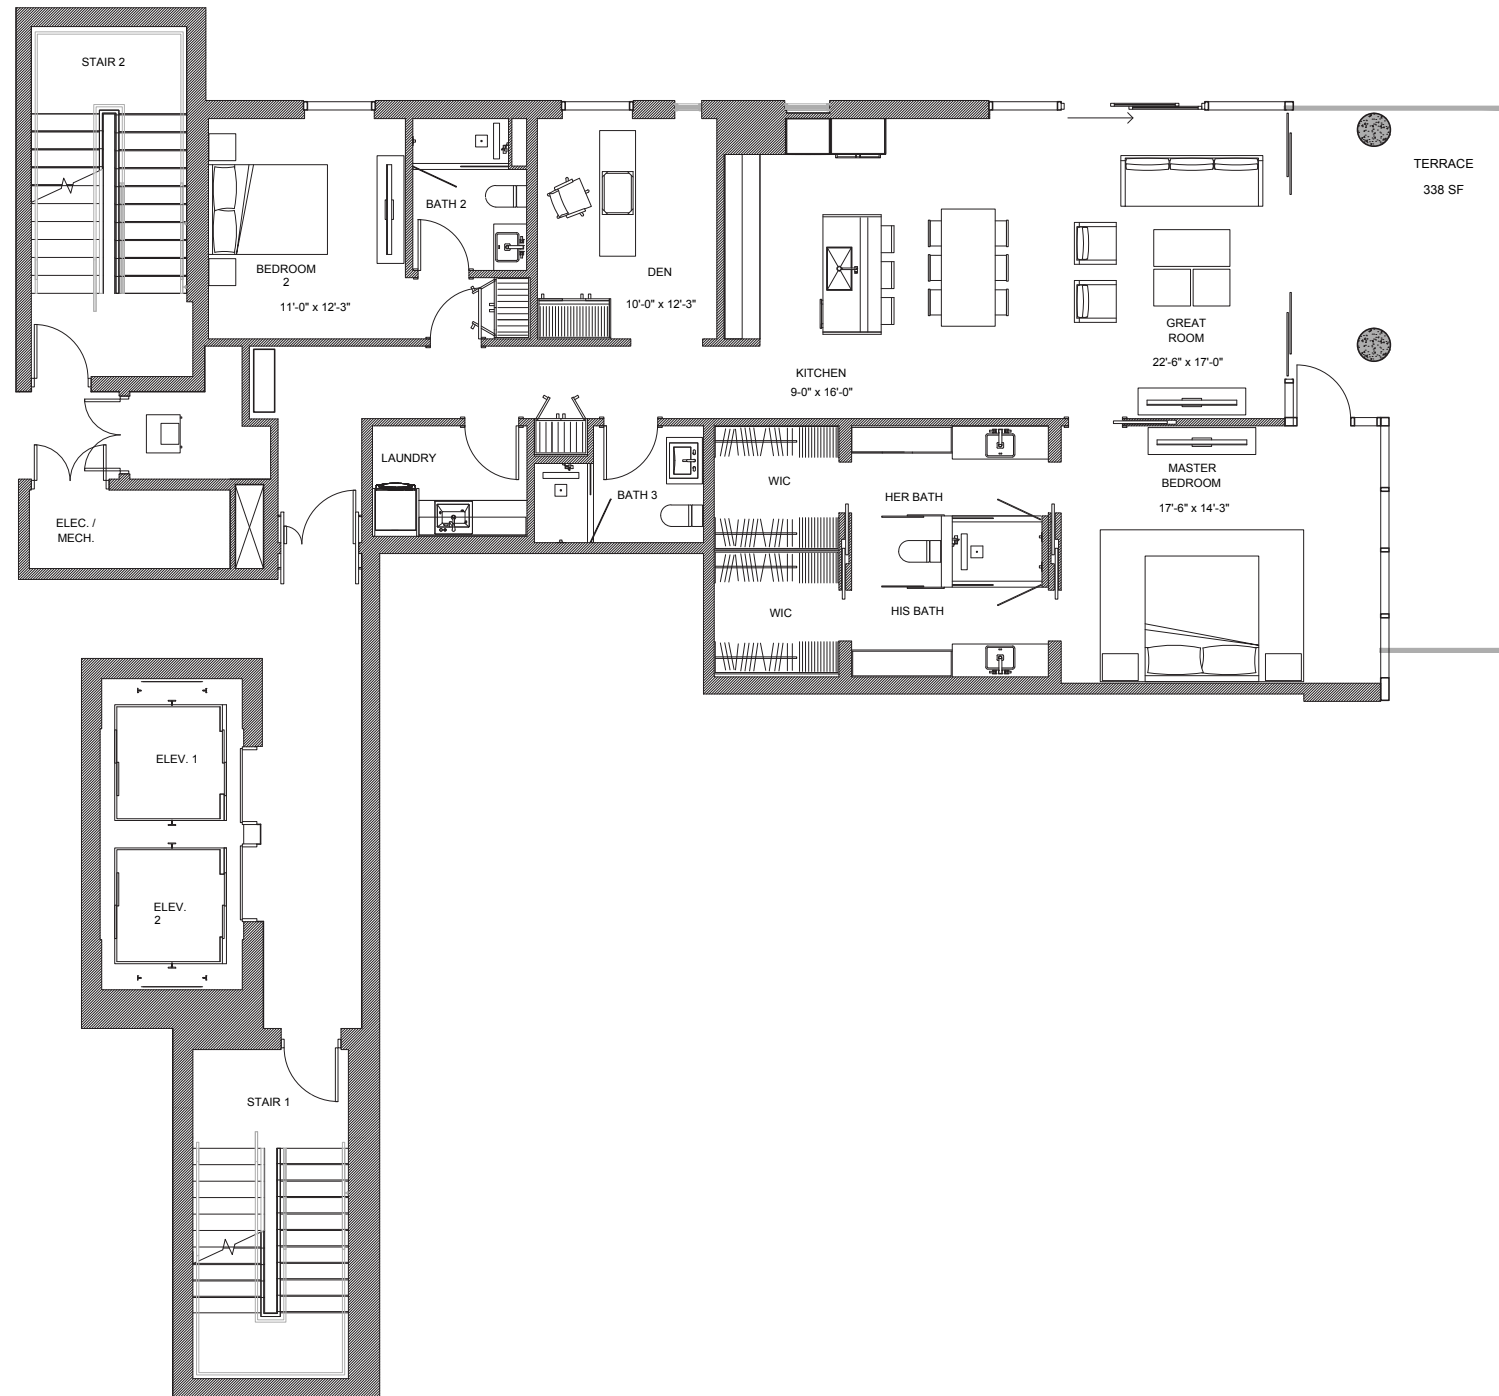 STAIR 2
TERRACE
338 SF
BATH 2
BEDROOM
2
11'-0" x 12'-3"
DEN
10'-0" x 12'-3"
GREAT
ROOM
22'-6" x 17'-0"
KITCHEN
9-0" x 16'-0"
LAUNDRY
BATH 3
WIC
HER BATH
MASTER
BEDROOM
17'-6" x 14'-3"
ELEC. /
MECH.
WIC
HIS BATH
ELEV. 1
ELEV.
2
STAIR 1